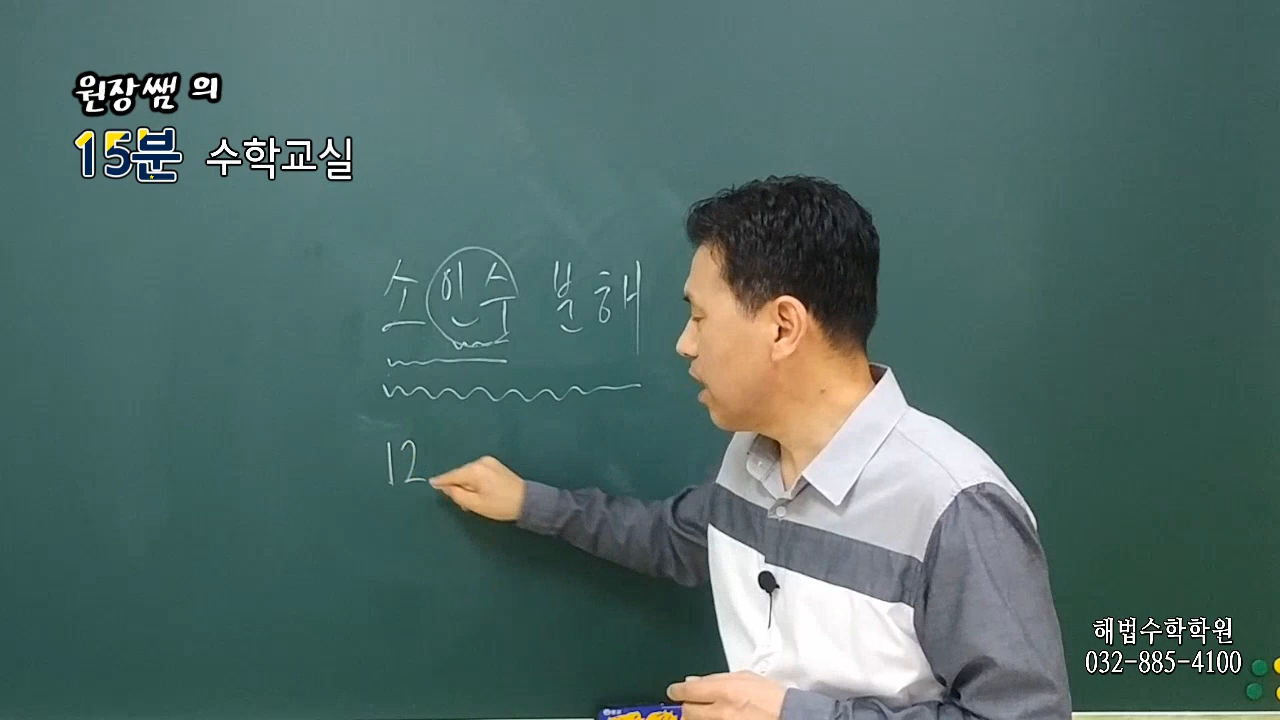 원장쌤 의
15분 수학교실
소인수 분해
12
해법수학학원
032-885-4100